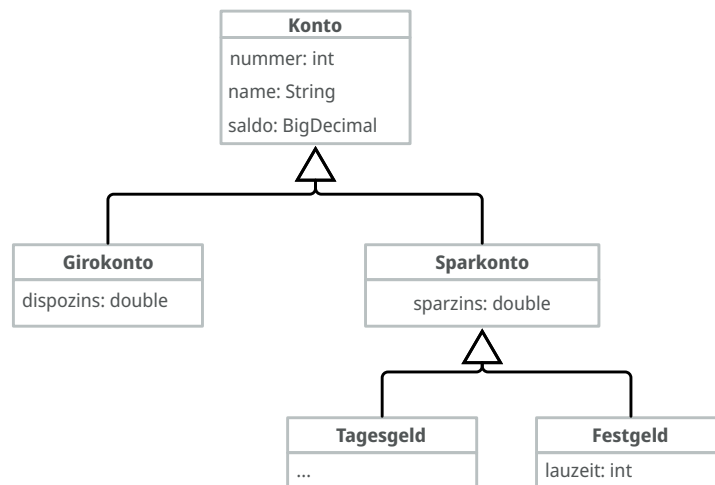 Konto
nummer: int
name: String
saldo: BigDecimal
Girokonto
dispozins: double
Sparkonto
sparzins: double
Tagesgeld
...
Festgeld
lauzeit: int